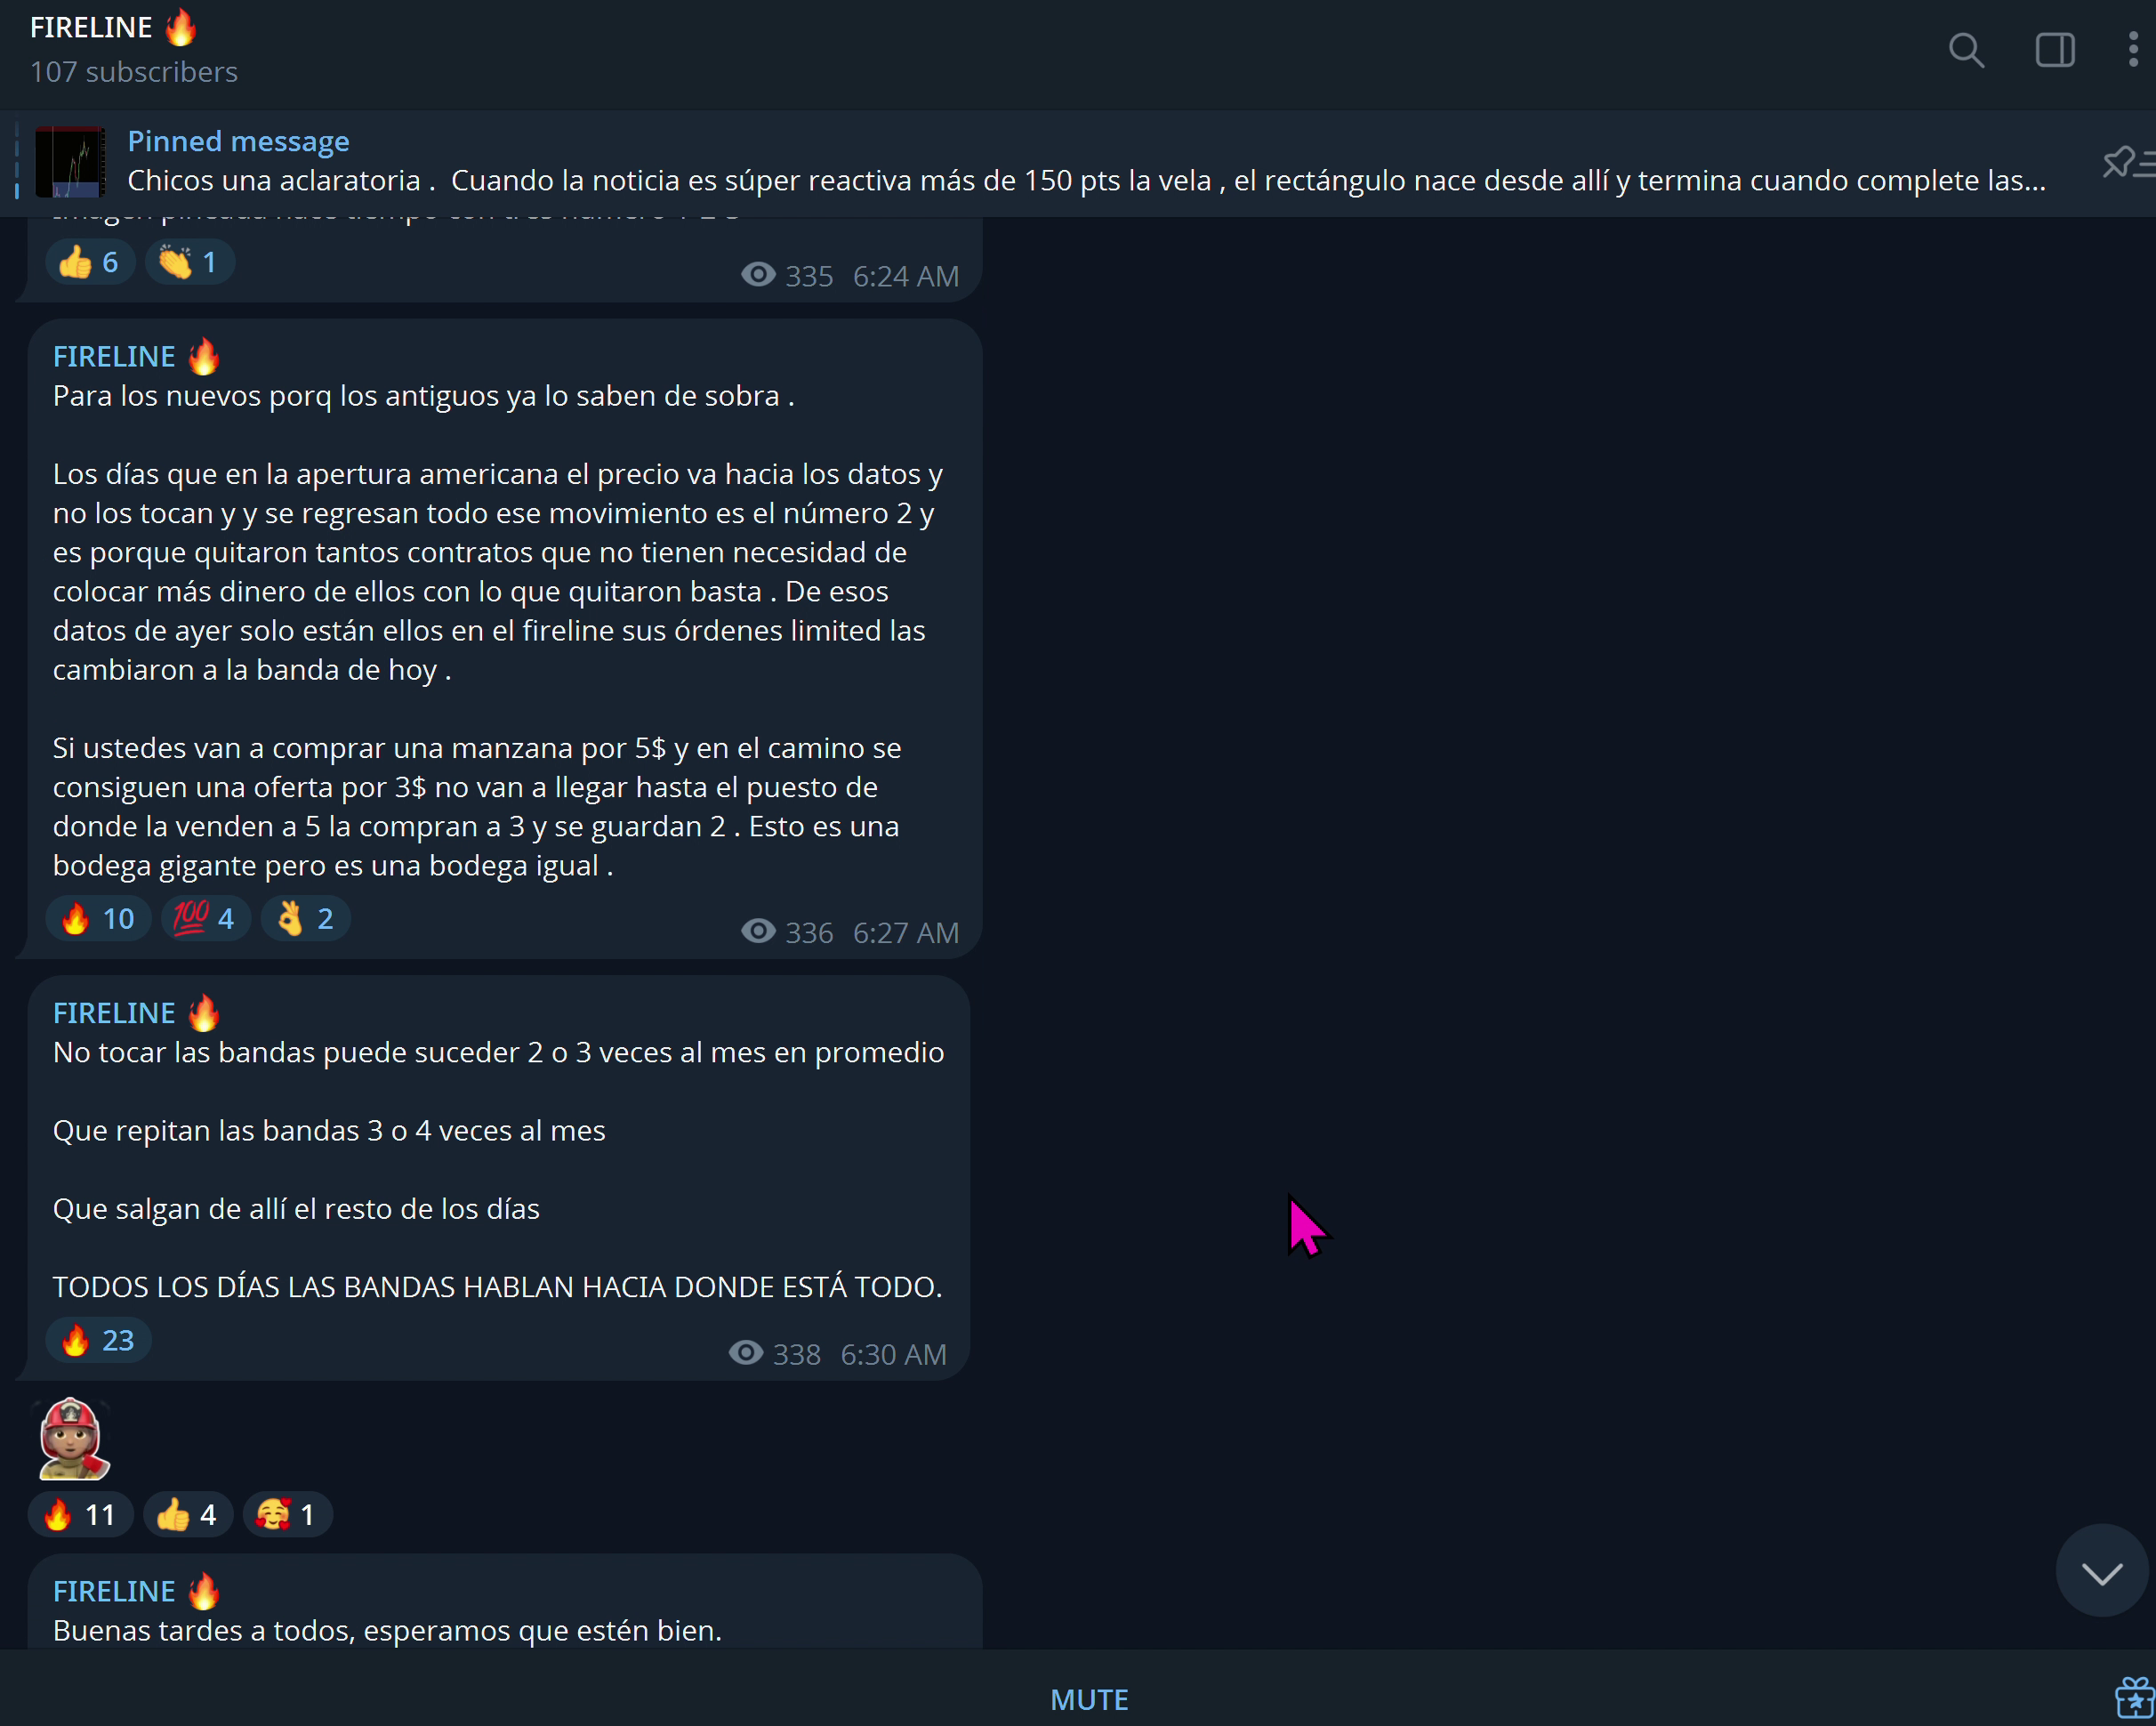 FIRELINE 🔥
107 subscribers
Pinned message
Chicos una aclaratoria . Cuando la noticia es súper reactiva más de 150 pts la vela , el rectángulo nace desde allí y termina cuando complete las...
👍 6 👏 1
335 6:24 AM
FIRELINE 🔥
Para los nuevos porq los antiguos ya lo saben de sobra .
Los días que en la apertura americana el precio va hacia los datos y
no los tocan y y se regresan todo ese movimiento es el número 2 y
es porque quitaron tantos contratos que no tienen necesidad de
colocar más dinero de ellos con lo que quitaron basta . De esos
datos de ayer solo están ellos en el fireline sus órdenes limited las
cambiaron a la banda de hoy .
Si ustedes van a comprar una manzana por 5$ y en el camino se
consiguen una oferta por 3$ no van a llegar hasta el puesto de
donde la venden a 5 la compran a 3 y se guardan 2 . Esto es una
bodega gigante pero es una bodega igual .
🔥 10 💯 4 👌 2
336 6:27 AM
FIRELINE 🔥
No tocar las bandas puede suceder 2 o 3 veces al mes en promedio
Que repitan las bandas 3 o 4 veces al mes
Que salgan de allí el resto de los días
TODOS LOS DÍAS LAS BANDAS HABLAN HACIA DONDE ESTÁ TODO.
🔥 23
338 6:30 AM
🔥 11 👍 4 🥰 1
FIRELINE 🔥
Buenas tardes a todos, esperamos que estén bien.
MUTE